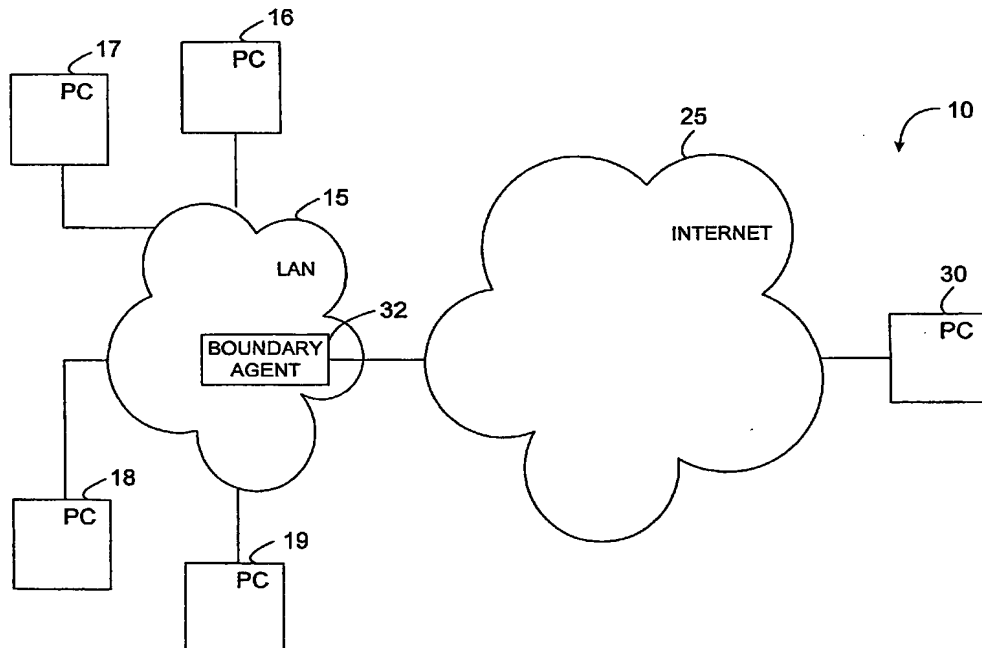 16
PC
17
PC
25
10
15
LAN
INTERNET
32
BOUNDARY
AGENT
30
PC
18
PC
19
PC